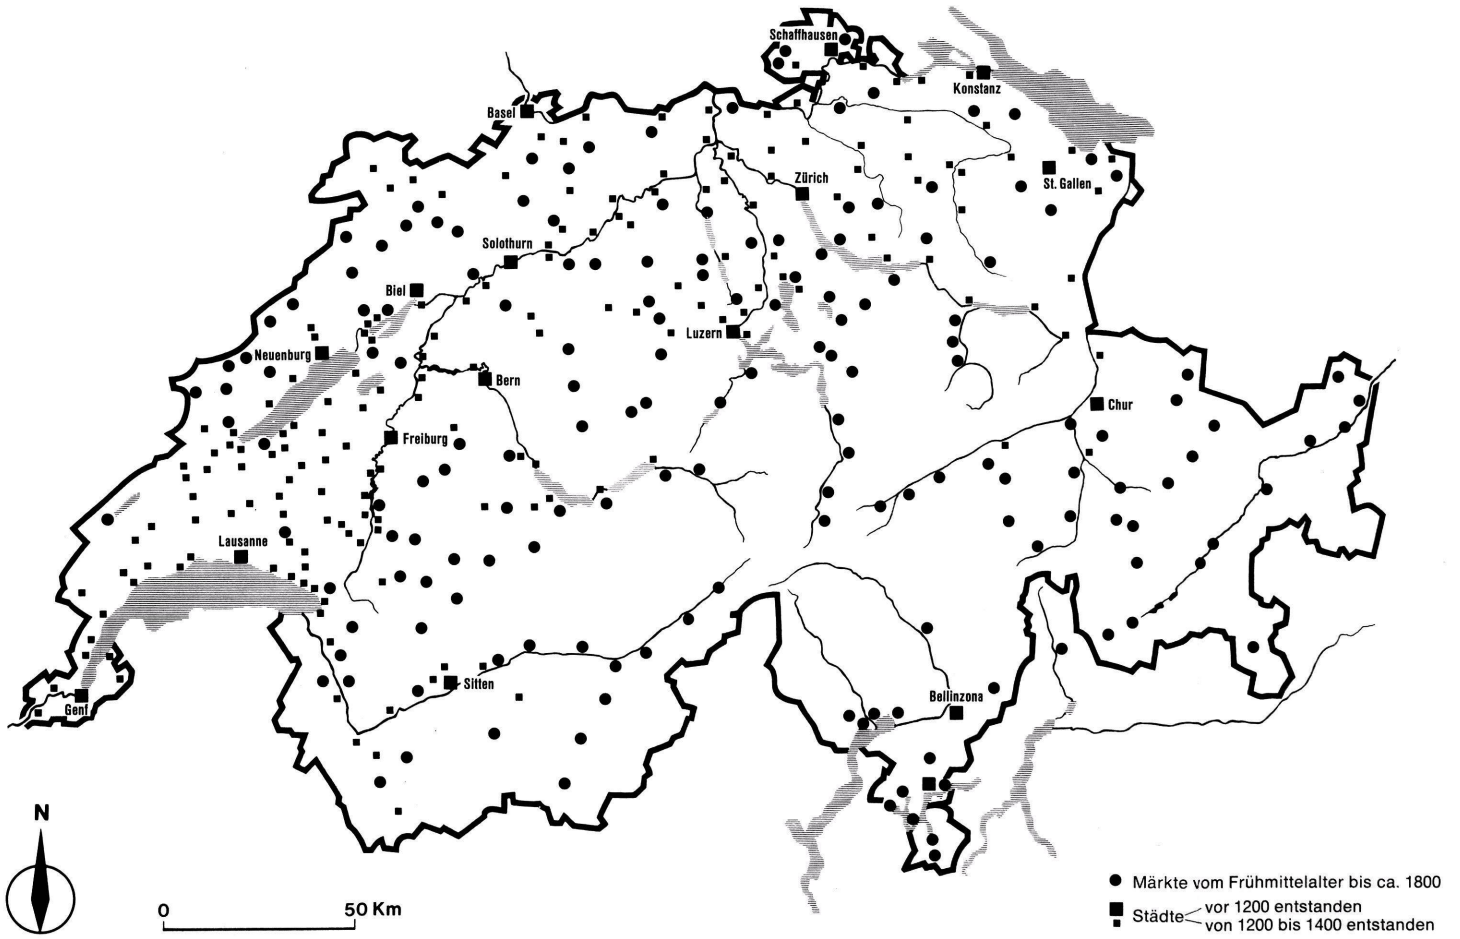 Schaffhausen
Konstanz
Basel
St. Gallen
Zürich
Solothurn
Biel
Luzern
Neuenburg
Bern
Chur
Freiburg
Lausanne
Sitten
Bellinzona
Genf
N
0 50 Km
Märkte vom Frühmittelalter bis ca. 1800
Städte vor 1200 entstanden
von 1200 bis 1400 entstanden